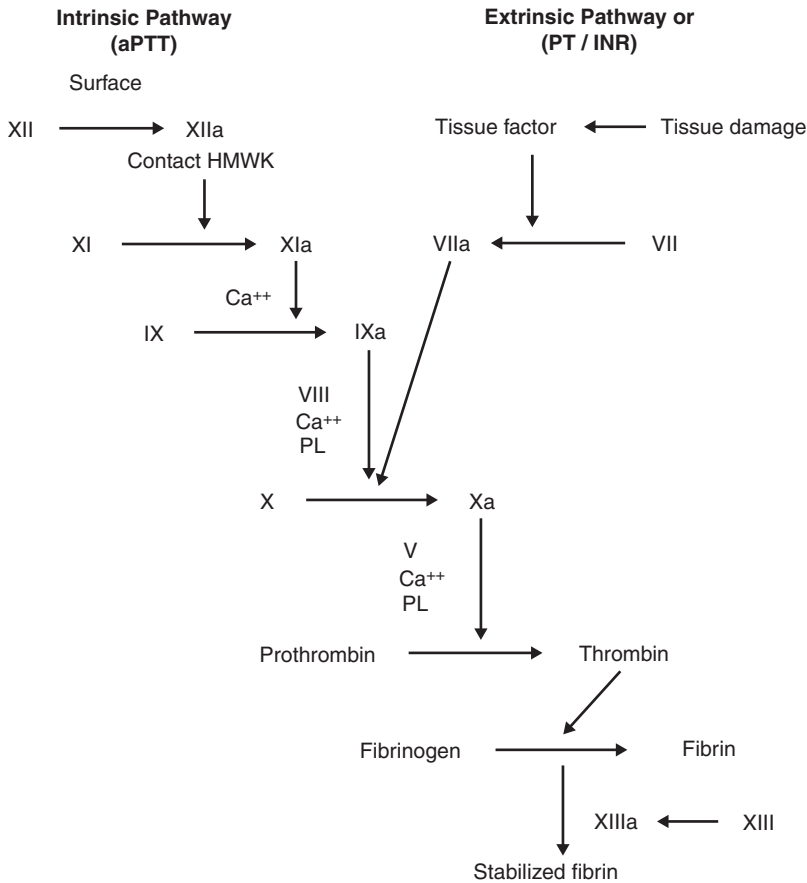 Intrinsic Pathway
(aPTT)
Extrinsic Pathway or
(PT / INR)
Surface
XII
XIIa
Tissue factor
Tissue damage
Contact HMWK
XI
XIa
VIIa
VII
Ca⁺⁺
IX
IXa
VIII
Ca⁺⁺
PL
X
Xa
V
Ca⁺⁺
PL
Prothrombin
Thrombin
Fibrinogen
Fibrin
XIIIa
XIII
Stabilized fibrin